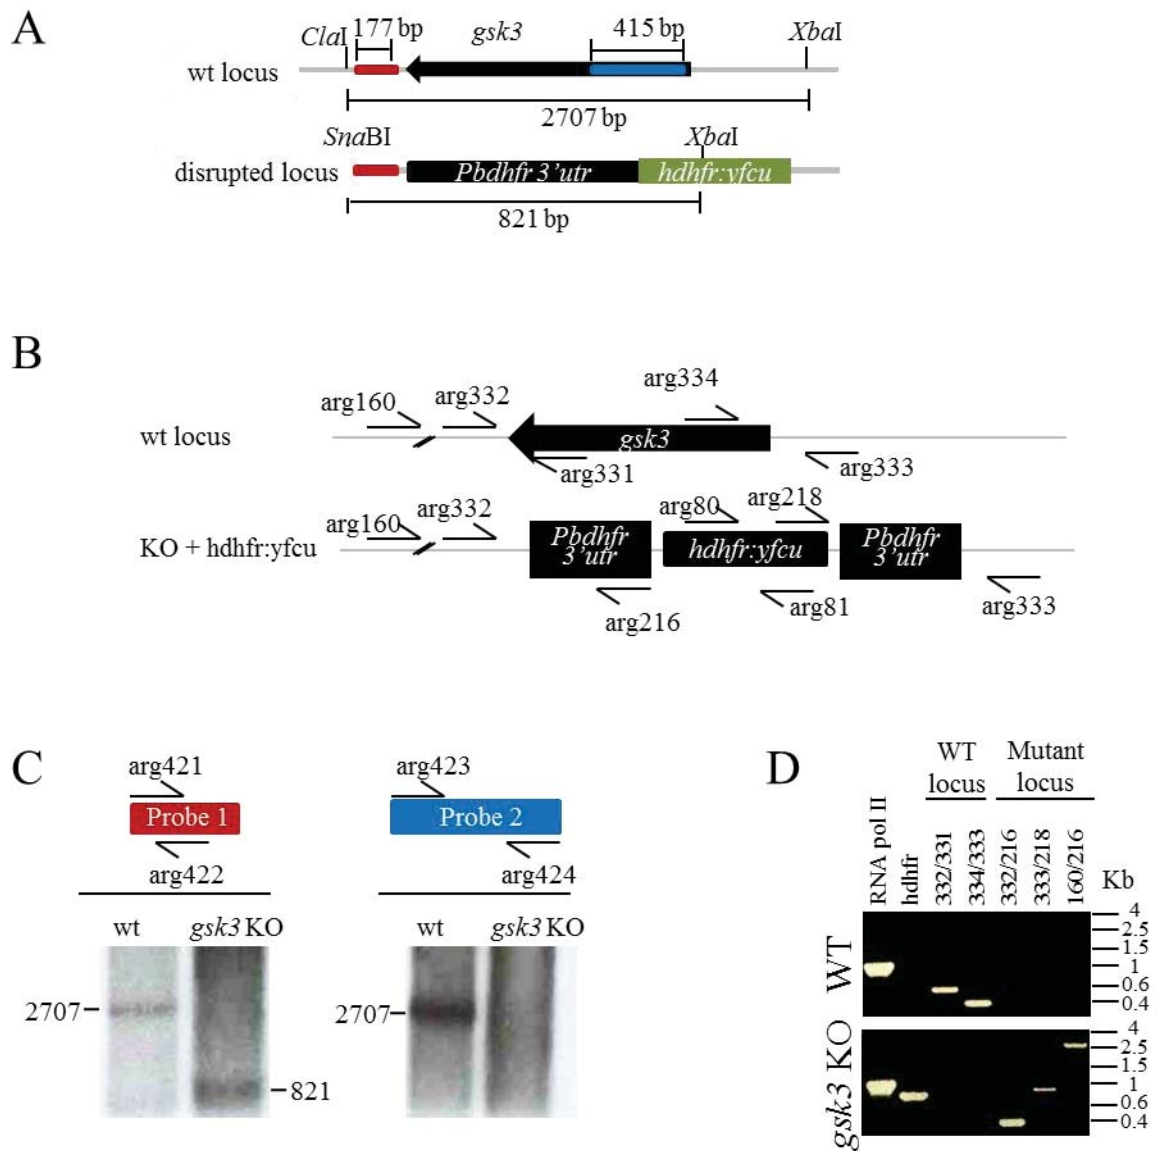 A
ClaI 177 bp gsk3 415 bp XbaI
wt locus
2707 bp
SnaBI XbaI
disrupted locus Pbdhfr 3’utr hdhfr:yfcu
821 bp
B
arg160 arg332 arg334
wt locus gsk3
arg331 arg333
arg160 arg332 arg80 arg218
KO + hdhfr:yfcu Pbdhfr 3’utr hdhfr:yfcu Pbdhfr 3’utr
arg216 arg81 arg333
C
arg421 arg423
Probe 1 Probe 2
arg422 arg424
wt gsk3 KO wt gsk3 KO
2707 2707
821
D
WT locus Mutant locus
RNA pol II hdhfr 332/331 334/333 332/216 333/218 160/216 Kb
WT
4
2.5
1.5
1
0.6
0.4
gsk3 KO
4
2.5
1.5
1
0.6
0.4